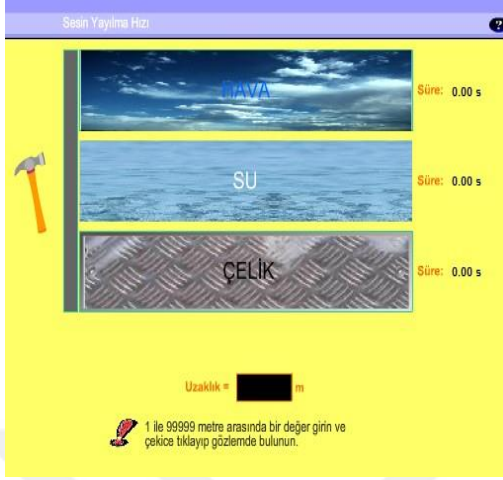 Sesin Yayılma Hızı
?
HAVA
Süre: 0.00 s
SU
Süre: 0.00 s
ÇELİK
Süre: 0.00 s
Uzaklık = m
1 ile 99999 metre arasında bir değer girin ve
çekice tıklayıp gözlemde bulunun.